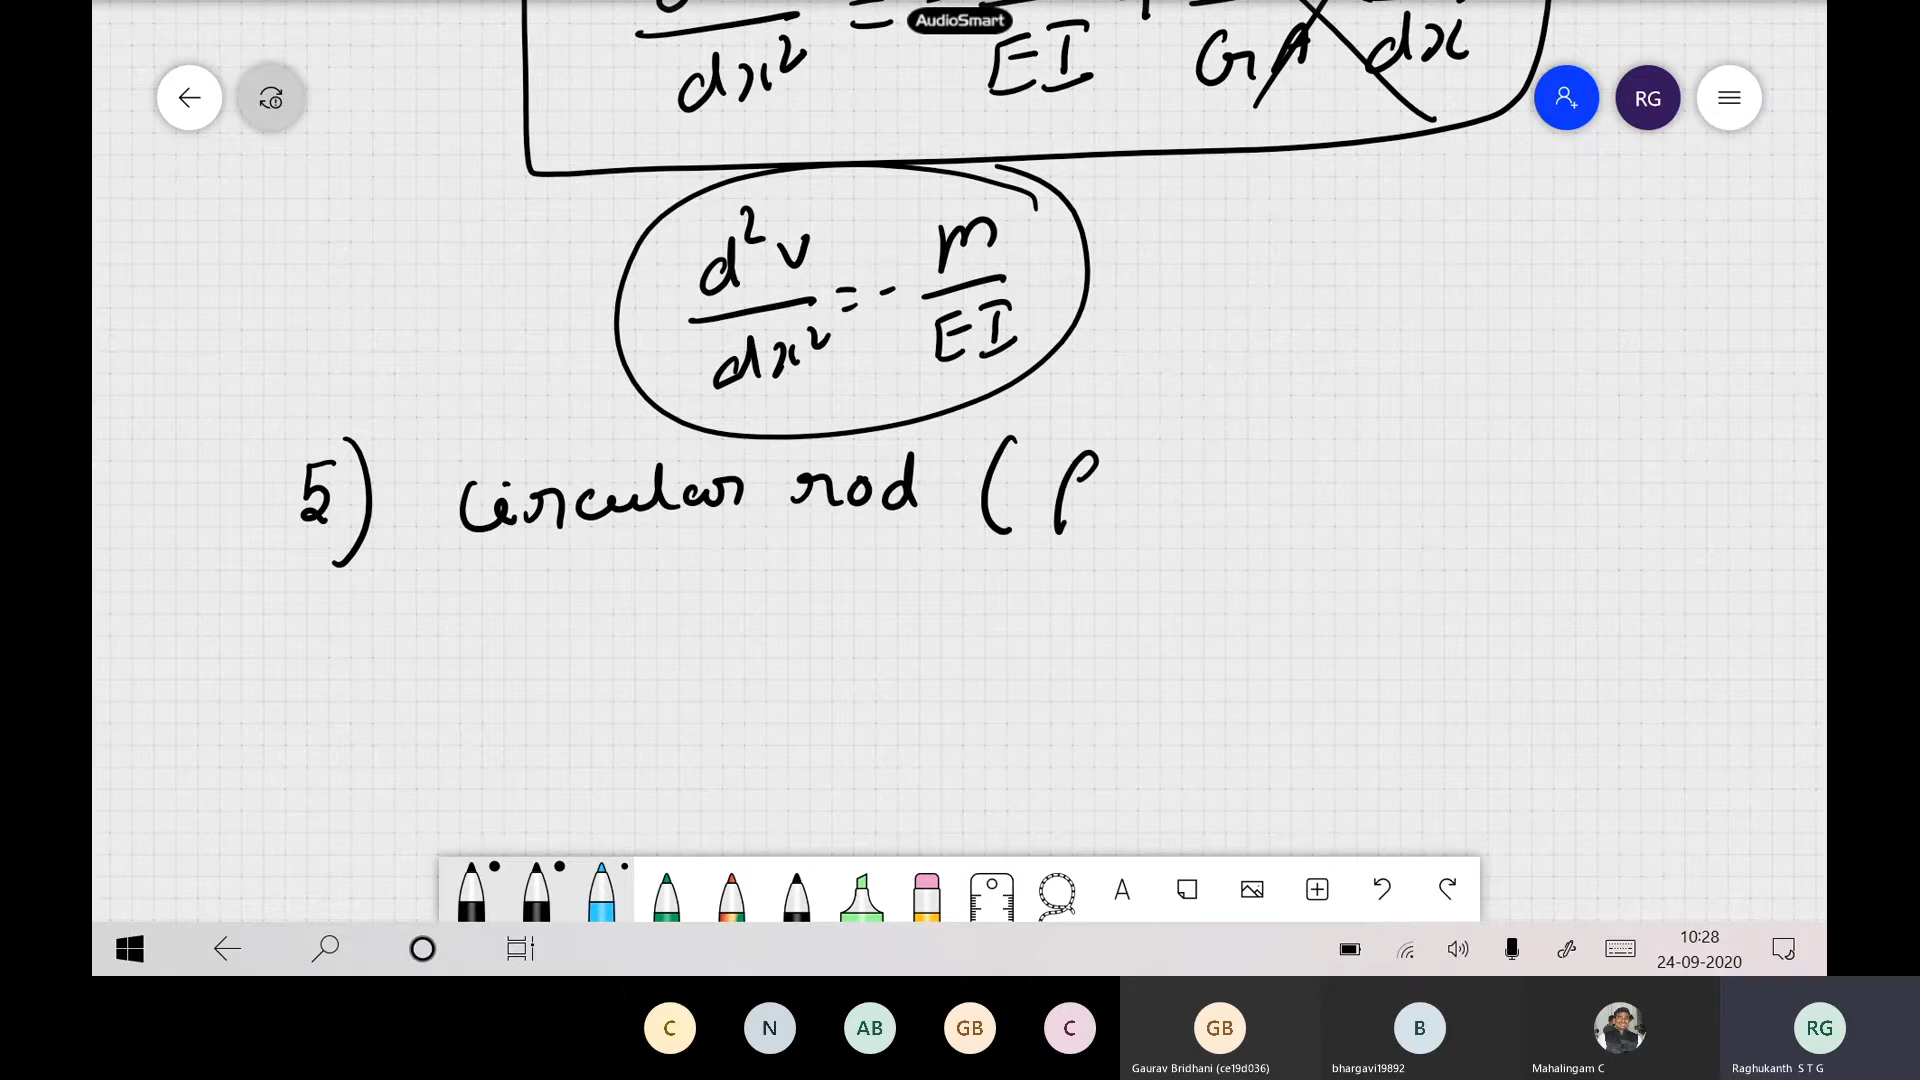 AudioSmart
dx² = EI + GA dx
RG
d²v/dx² = - M/EI
5) Circular rod (ρ
A
10:28
24-09-2020
C N AB GB C GB B RG
Gaurav Bridhani (ce19d036) bhargavi19892 Mahalingam C Raghukanth S T G